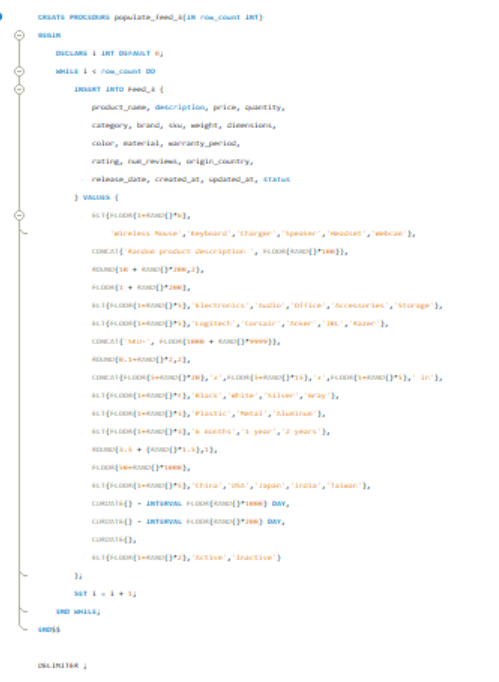 CREATE PROCEDURE populate_feed_3(IN row_count INT)
BEGIN
DECLARE i INT DEFAULT 0;
WHILE i < row_count DO
INSERT INTO Feed_3 (
product_name, description, price, quantity,
category, brand, sku, weight, dimensions,
color, material, warranty_period,
rating, num_reviews, origin_country,
release_date, created_at, updated_at, status
) VALUES (
ELT(FLOOR(1+RAND()*6),
'Wireless Mouse','Keyboard','Charger','Speaker','Headset','Webcam'),
CONCAT('Random product description ', FLOOR(RAND()*100)),
ROUND(10 + RAND()*200,2),
FLOOR(1 + RAND()*200),
ELT(FLOOR(1+RAND()*5),'Electronics','Audio','Office','Accessories','Storage'),
ELT(FLOOR(1+RAND()*5),'Logitech','Corsair','Anker','JBL','Razer'),
CONCAT('SKU-', FLOOR(1000 + RAND()*9999)),
ROUND(0.1+RAND()*2,2),
CONCAT(FLOOR(5+RAND()*20),'x',FLOOR(5+RAND()*15),'x',FLOOR(1+RAND()*5),' in'),
ELT(FLOOR(1+RAND()*4),'Black','White','Silver','Gray'),
ELT(FLOOR(1+RAND()*3),'Plastic','Metal','Aluminum'),
ELT(FLOOR(1+RAND()*3),'6 months','1 year','2 years'),
ROUND(3.5 + (RAND()*1.5),1),
FLOOR(50+RAND()*1000),
ELT(FLOOR(1+RAND()*5),'China','USA','Japan','India','Taiwan'),
CURDATE() - INTERVAL FLOOR(RAND()*1000) DAY,
CURDATE() - INTERVAL FLOOR(RAND()*200) DAY,
CURDATE(),
ELT(FLOOR(1+RAND()*2),'Active','Inactive')
);
SET i = i + 1;
END WHILE;
END$$
DELIMITER ;